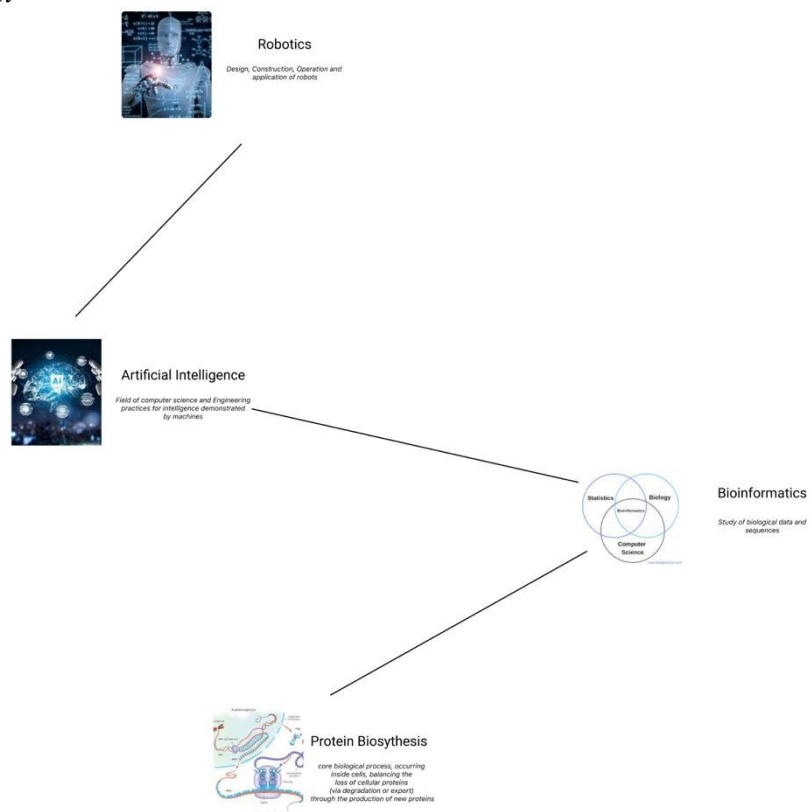 Robotics
Design, Construction, Operation and
application of robots
Artificial Intelligence
Field of computer science and Engineering
practices for intelligence demonstrated
by machines
AI
Statistics
Biology
Bioinformatics
Computer
Science
Bioinformatics
Study of biological data and
sequences
Protein Biosythesis
core biological process, occurring
inside cells, balancing the
loss of cellular proteins
(via degradation or export)
through the production of new proteins